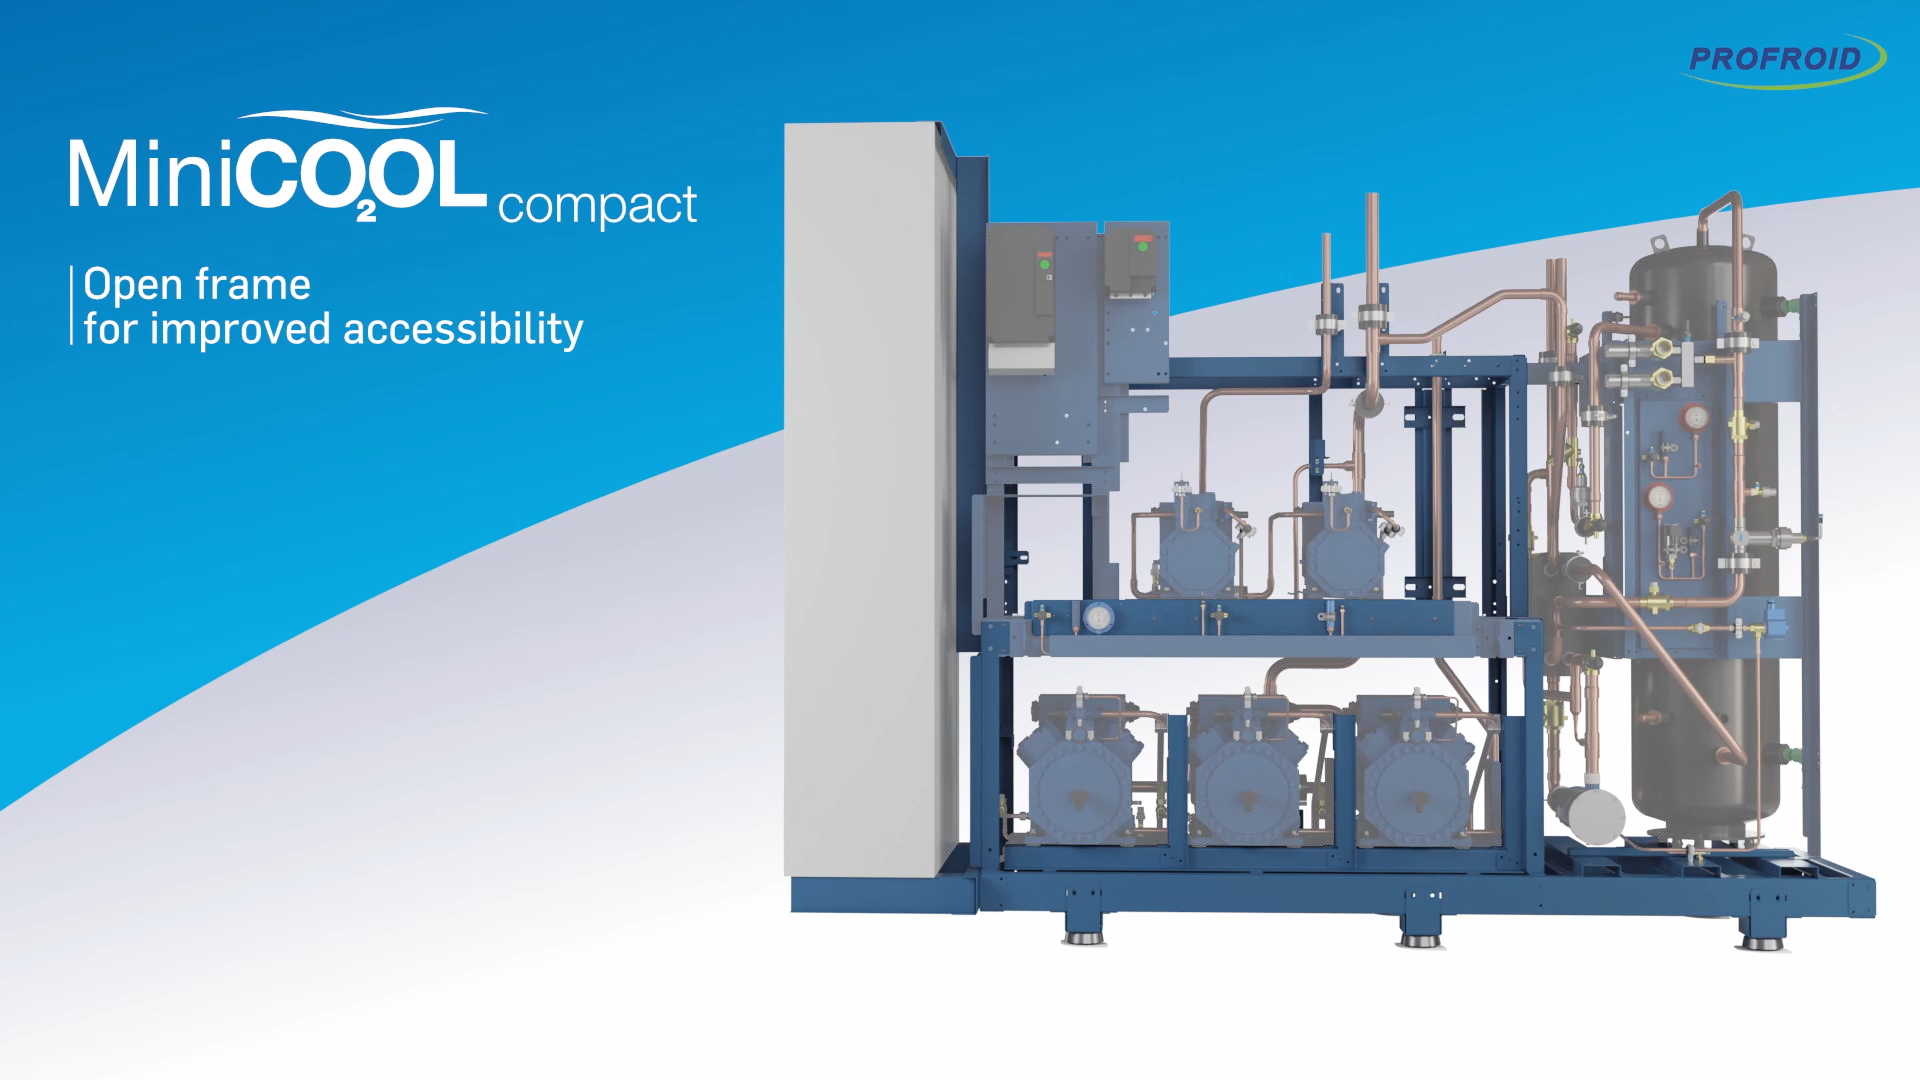 PROFROID
MiniCO₂OL compact
Open frame
for improved accessibility